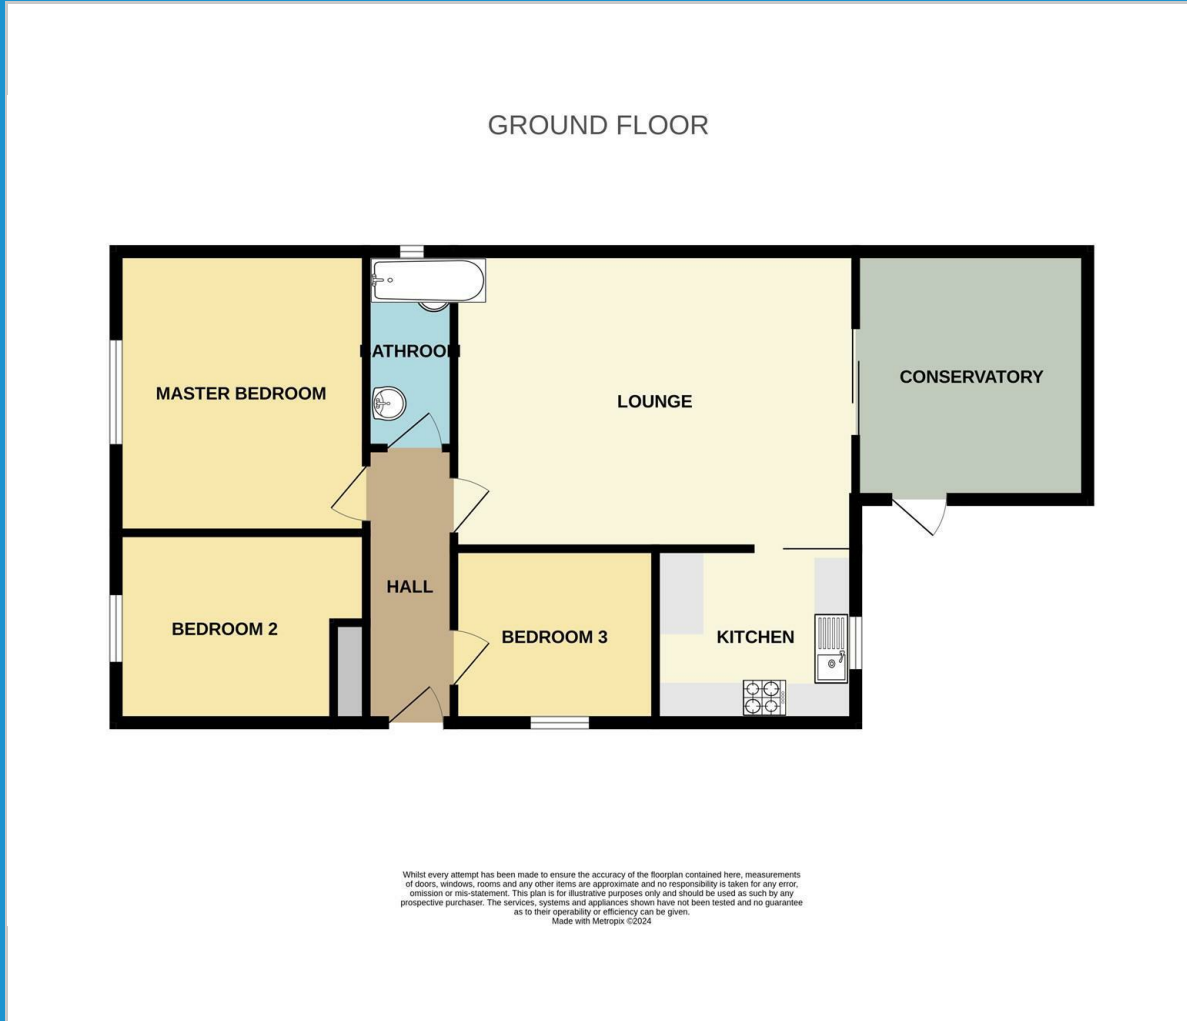 GROUND FLOOR
MASTER BEDROOM
BATHROOM
LOUNGE
CONSERVATORY
HALL
BEDROOM 2
BEDROOM 3
KITCHEN
Whilst every attempt has been made to ensure the accuracy of the floorplan contained here, measurements
of doors, windows, rooms and any other items are approximate and no responsibility is taken for any error,
omission or mis-statement. This plan is for illustrative purposes only and should be used as such by any
prospective purchaser. The services, systems and appliances shown have not been tested and no guarantee
as to their operability or efficiency can be given.
Made with Metropix ©2024